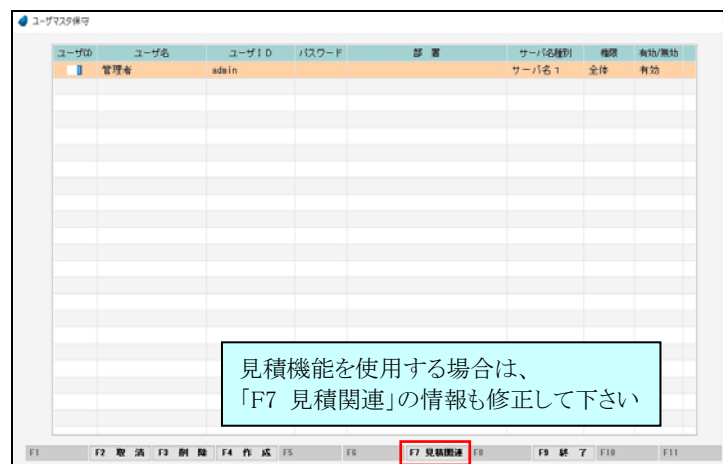 ユーザマスタ保守
ユーザCD ユーザ名 ユーザID パスワード 部 署 サーバ名種別 権限 有効/無効
1 管理者 admin サーバ名1 全体 有効
見積機能を使用する場合は、
「F7 見積関連」の情報も修正して下さい
F1 F2 取 消 F3 削 除 F4 作 成 F5 F6 F7 見積関連 F8 F9 終 了 F10 F11